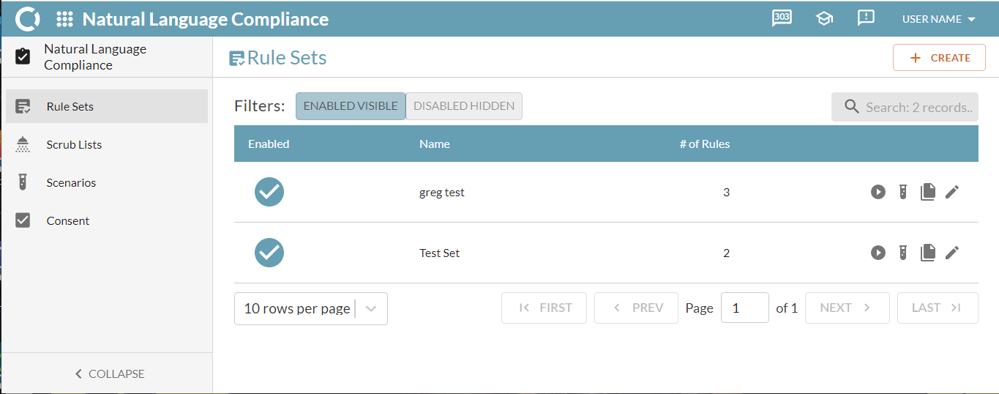 Natural Language Compliance
303
USER NAME
Natural Language
Compliance
Rule Sets
Scrub Lists
Scenarios
Consent
COLLAPSE
Rule Sets
CREATE
Filters:
ENABLED VISIBLE
DISABLED HIDDEN
Search: 2 records..
Enabled Name # of Rules
greg test 3
Test Set 2
10 rows per page
FIRST PREV Page 1 of 1 NEXT LAST